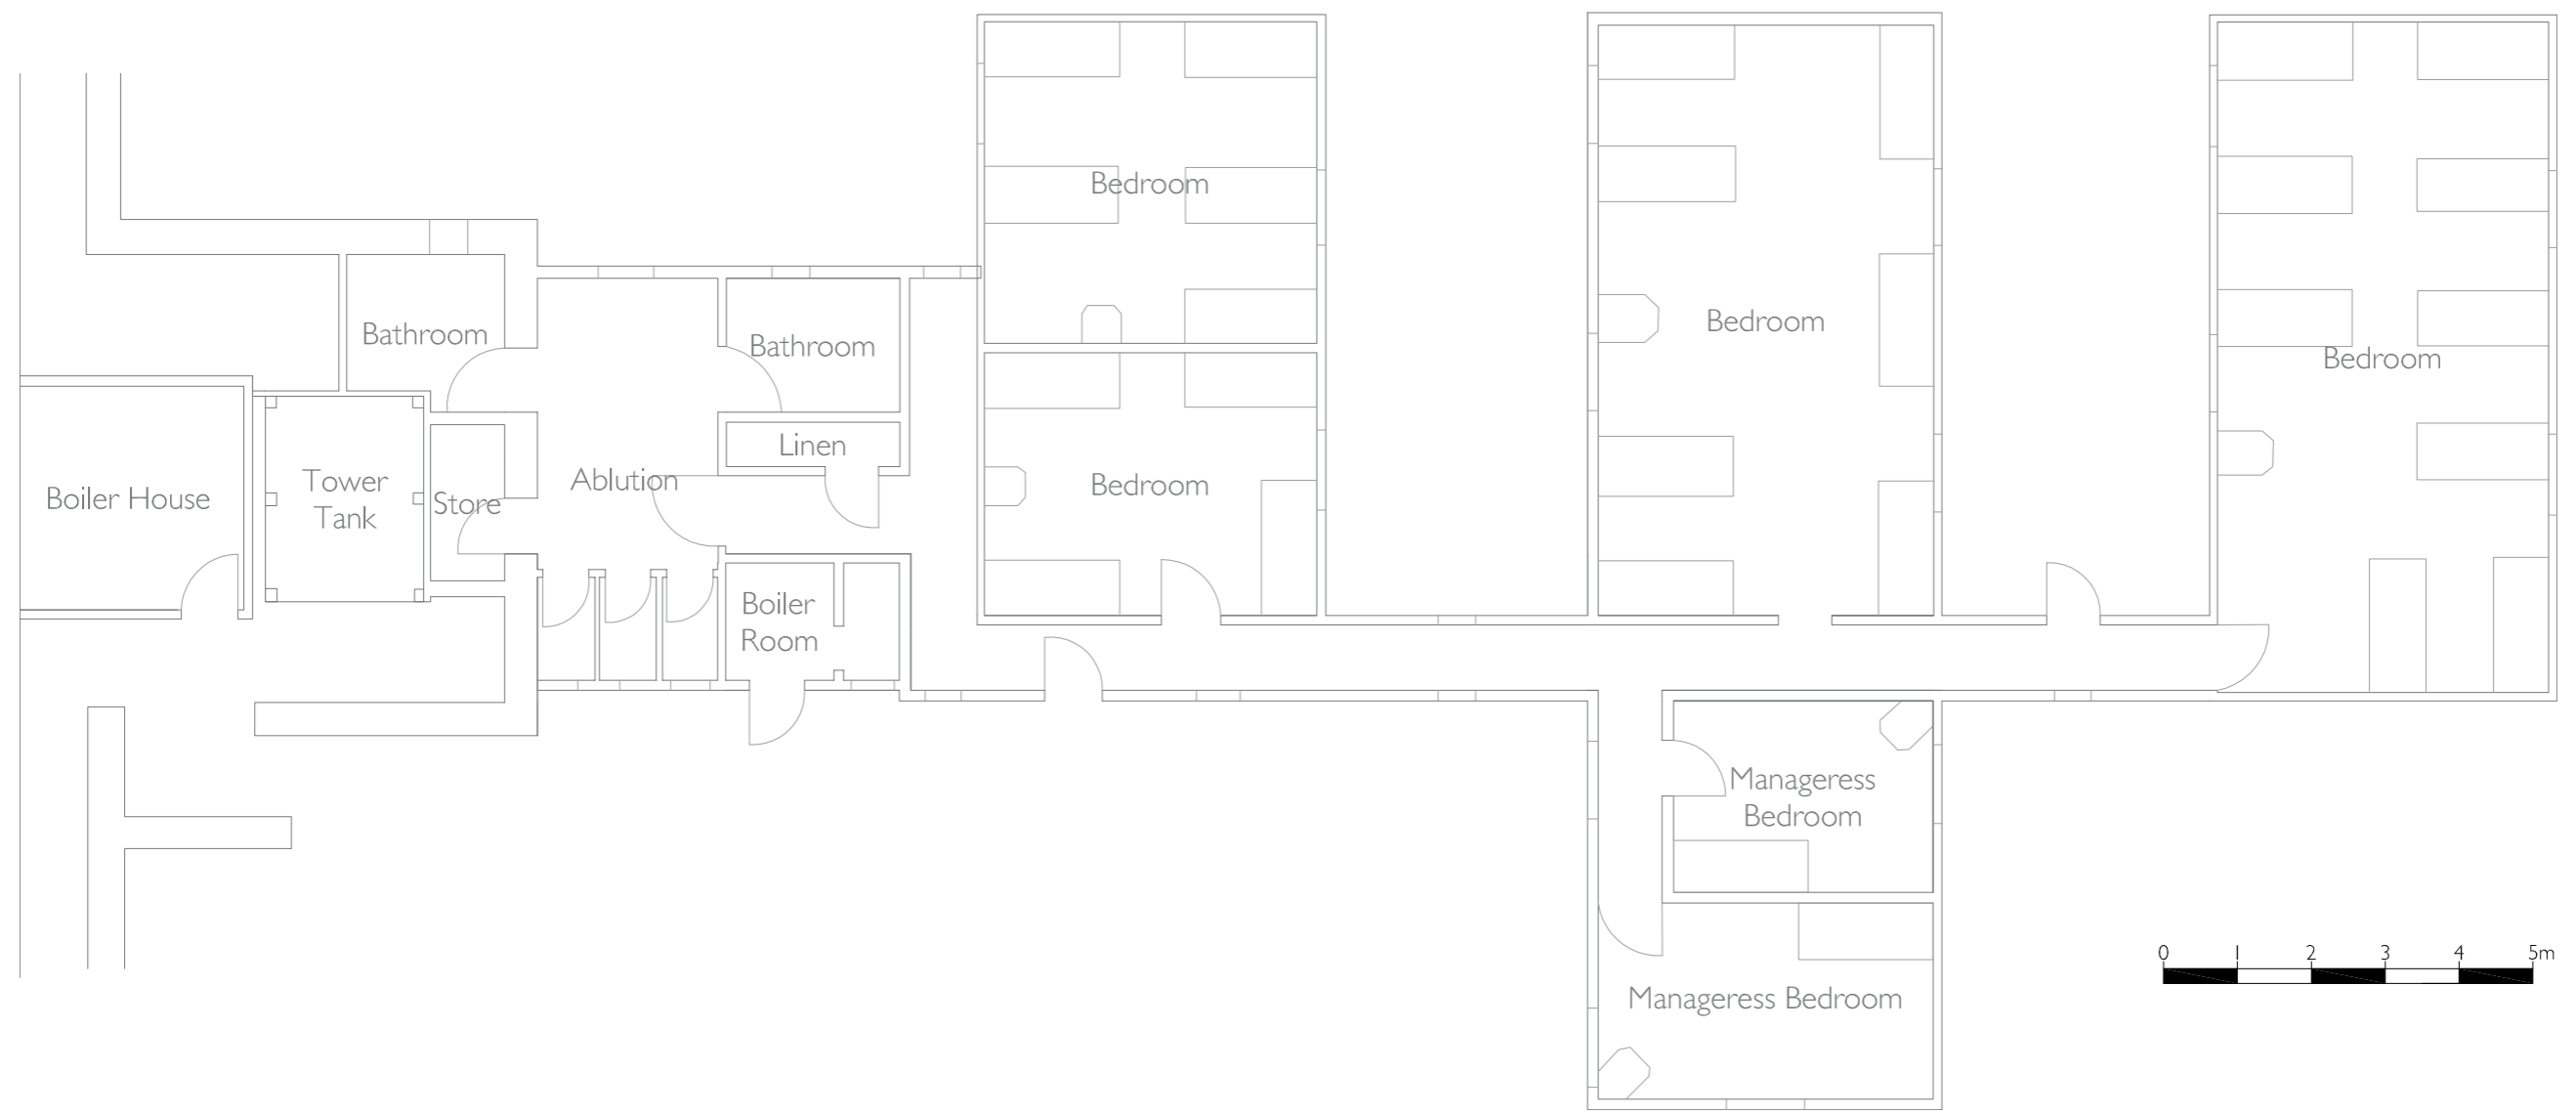 Bedroom
Bedroom
Bedroom
Bathroom
Bathroom
Bedroom
Linen
Boiler House
Tower
Tank
Store
Ablution
Bedroom
Boiler
Room
Manageress
Bedroom
Manageress Bedroom
0 1 2 3 4 5m